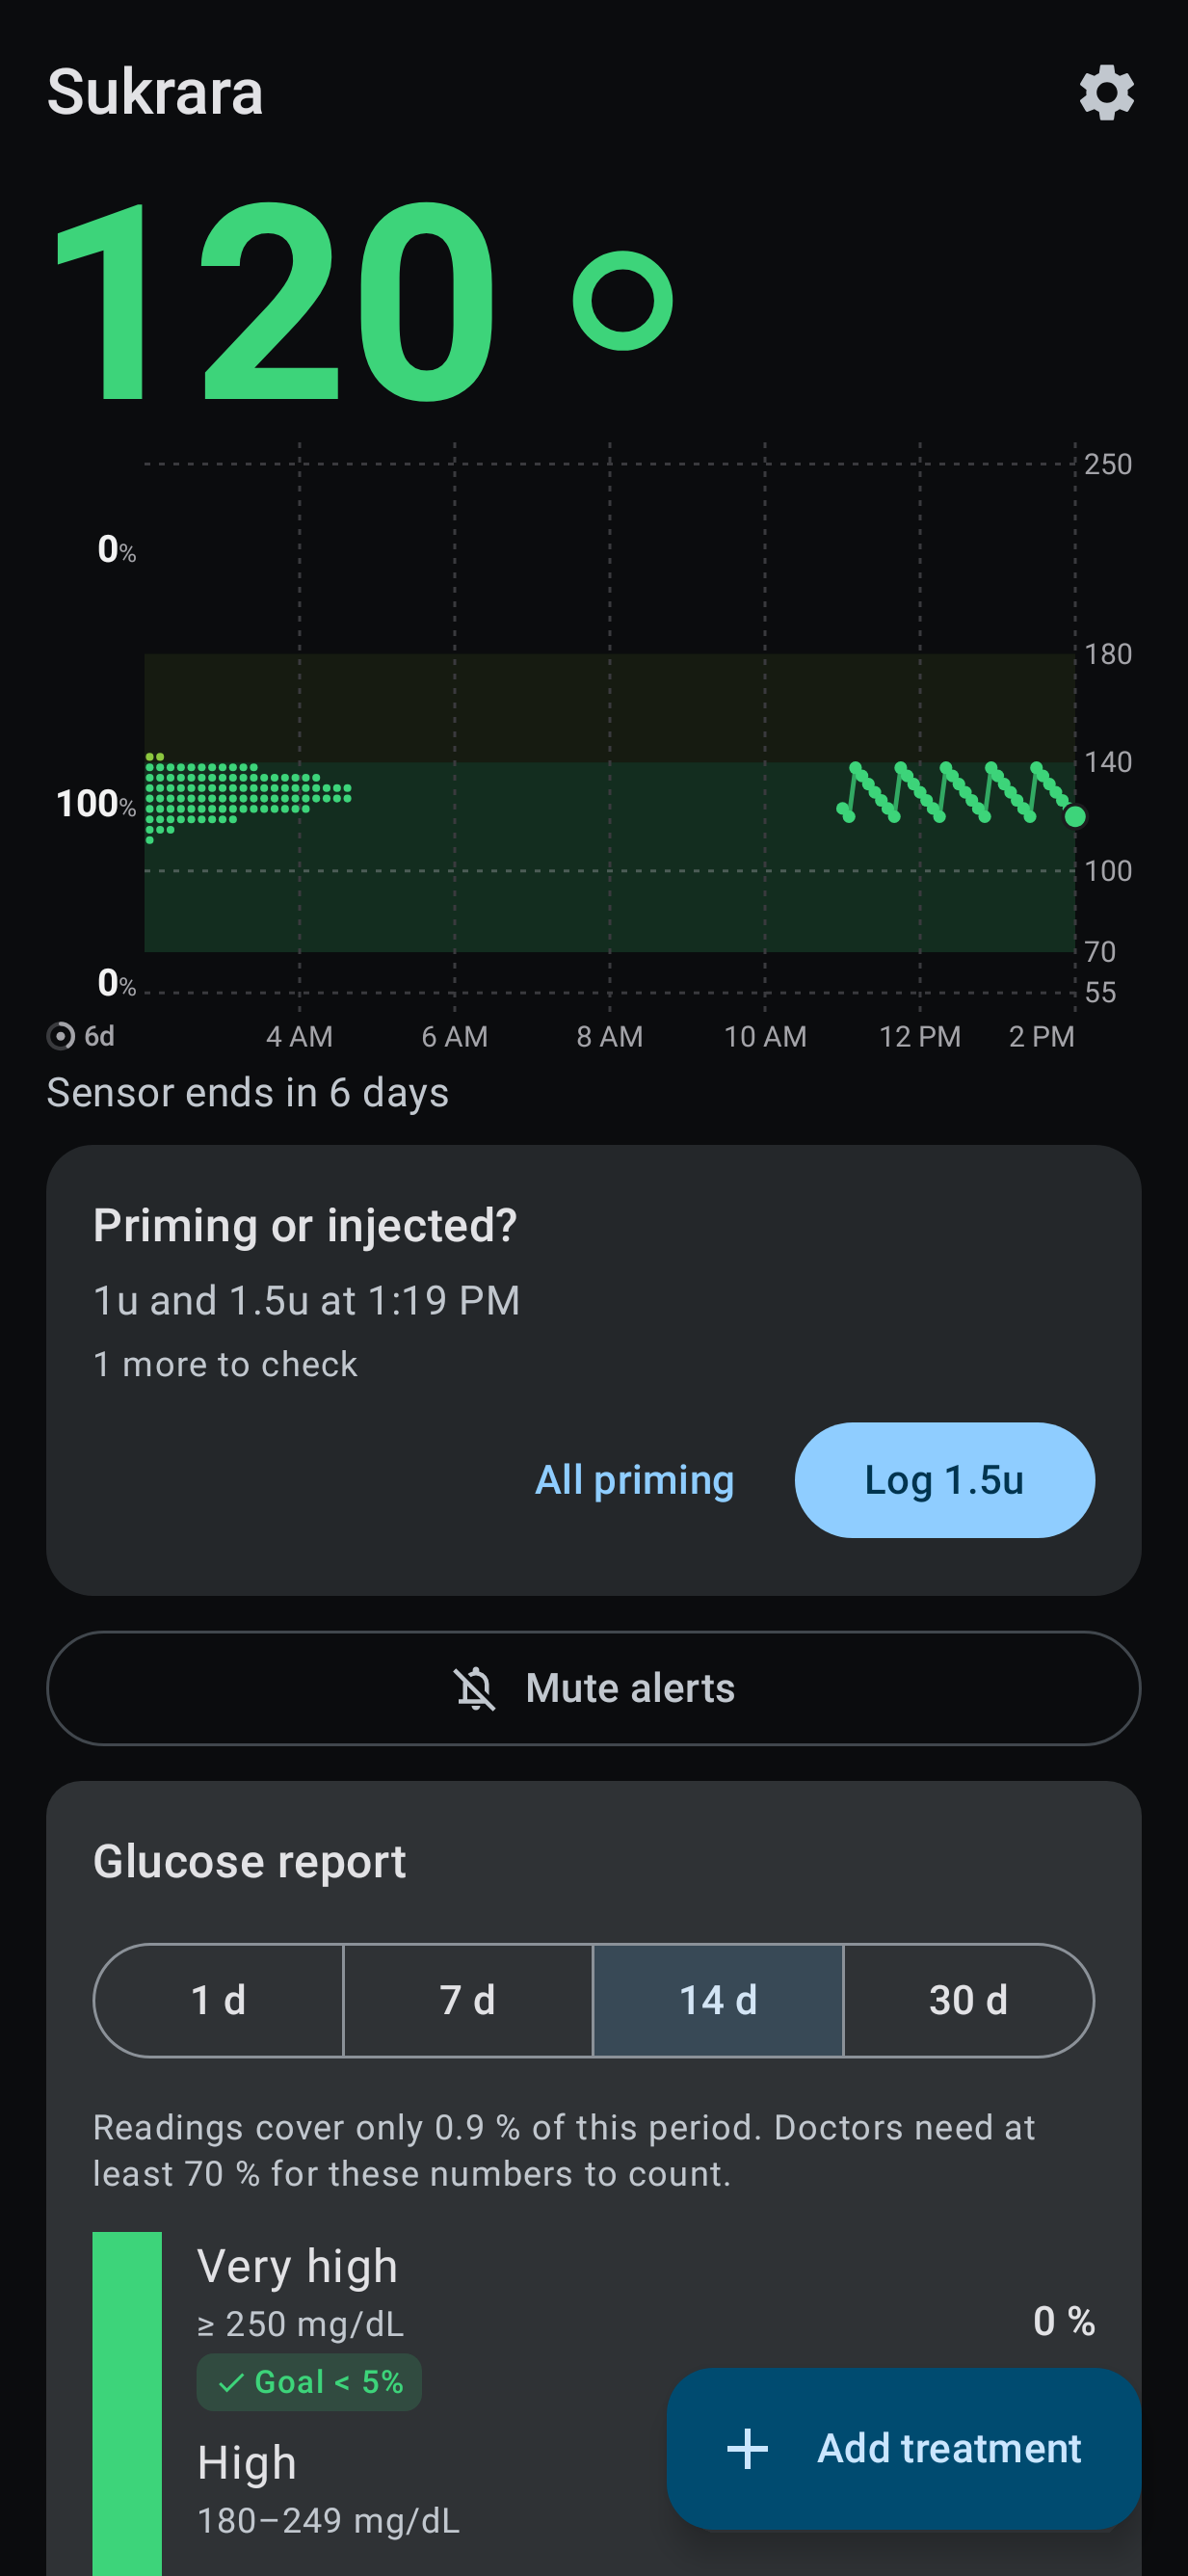 Sukrara
120
250
0%
180
140
100%
100
70
0%
55
6d
4 AM
6 AM
8 AM
10 AM
12 PM
2 PM
Sensor ends in 6 days
Priming or injected?
1u and 1.5u at 1:19 PM
1 more to check
All priming
Log 1.5u
Mute alerts
Glucose report
1 d
7 d
14 d
30 d
Readings cover only 0.9 % of this period. Doctors need at
least 70 % for these numbers to count.
Very high
≥ 250 mg/dL
0 %
Goal < 5%
Add treatment
High
180–249 mg/dL